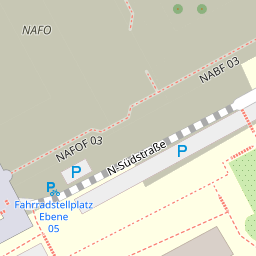 NAFO
NABF 03
NAFOF 03
N-Südstraße
P
P
P
Fahrradstellplatz
Ebene
05